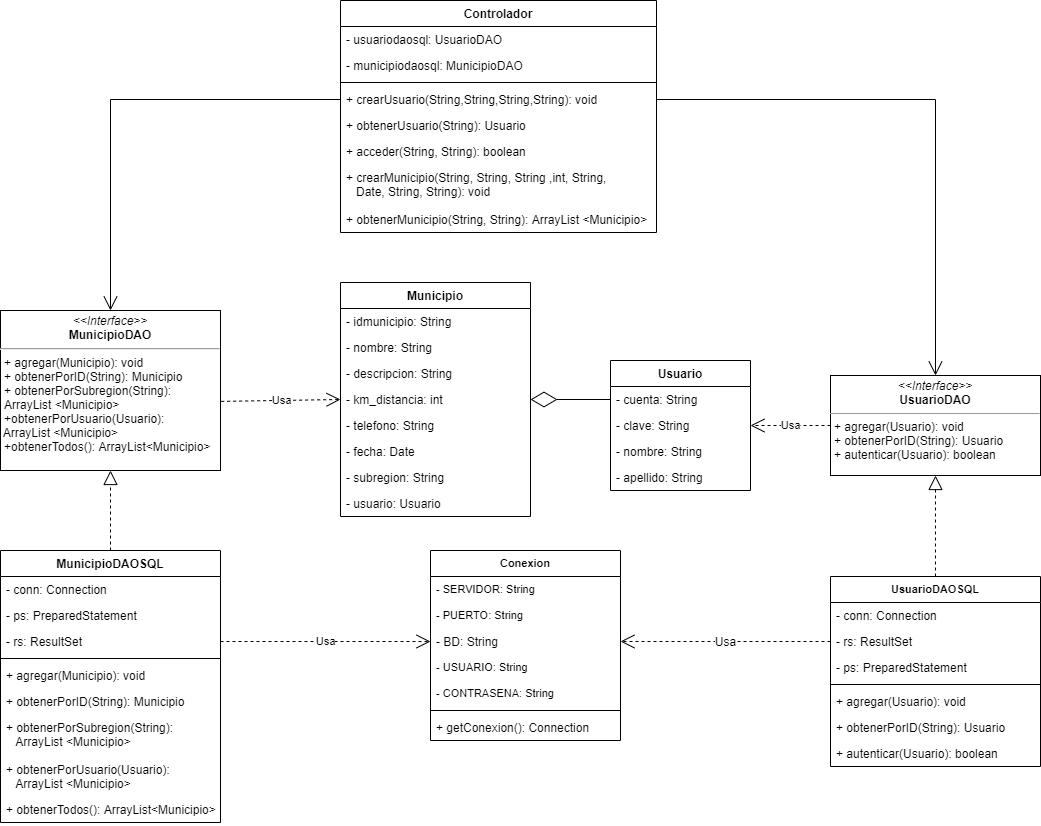 Controlador
- usuariodaosql: UsuarioDAO
- municipiodaosql: MunicipioDAO
+ crearUsuario(String,String,String,String): void
+ obtenerUsuario(String): Usuario
+ acceder(String, String): boolean
+ crearMunicipio(String, String, String ,int, String,
Date, String, String): void
+ obtenerMunicipio(String, String): ArrayList <Municipio>
<<Interface>>
MunicipioDAO
+ agregar(Municipio): void
+ obtenerPorID(String): Municipio
+ obtenerPorSubregion(String):
ArrayList <Municipio>
+obtenerPorUsuario(Usuario):
ArrayList <Municipio>
+obtenerTodos(): ArrayList<Municipio>
Usa
Municipio
- idmunicipio: String
- nombre: String
- descripcion: String
- km_distancia: int
- telefono: String
- fecha: Date
- subregion: String
- usuario: Usuario
Usuario
- cuenta: String
- clave: String
- nombre: String
- apellido: String
Usa
<<Interface>>
UsuarioDAO
+ agregar(Usuario): void
+ obtenerPorID(String): Usuario
+ autenticar(Usuario): boolean
MunicipioDAOSQL
- conn: Connection
- ps: PreparedStatement
- rs: ResultSet
+ agregar(Municipio): void
+ obtenerPorID(String): Municipio
+ obtenerPorSubregion(String):
ArrayList <Municipio>
+ obtenerPorUsuario(Usuario):
ArrayList <Municipio>
+ obtenerTodos(): ArrayList<Municipio>
Usa
Conexion
- SERVIDOR: String
- PUERTO: String
- BD: String
- USUARIO: String
- CONTRASENA: String
+ getConexion(): Connection
Usa
UsuarioDAOSQL
- conn: Connection
- rs: ResultSet
- ps: PreparedStatement
+ agregar(Usuario): void
+ obtenerPorID(String): Usuario
+ autenticar(Usuario): boolean